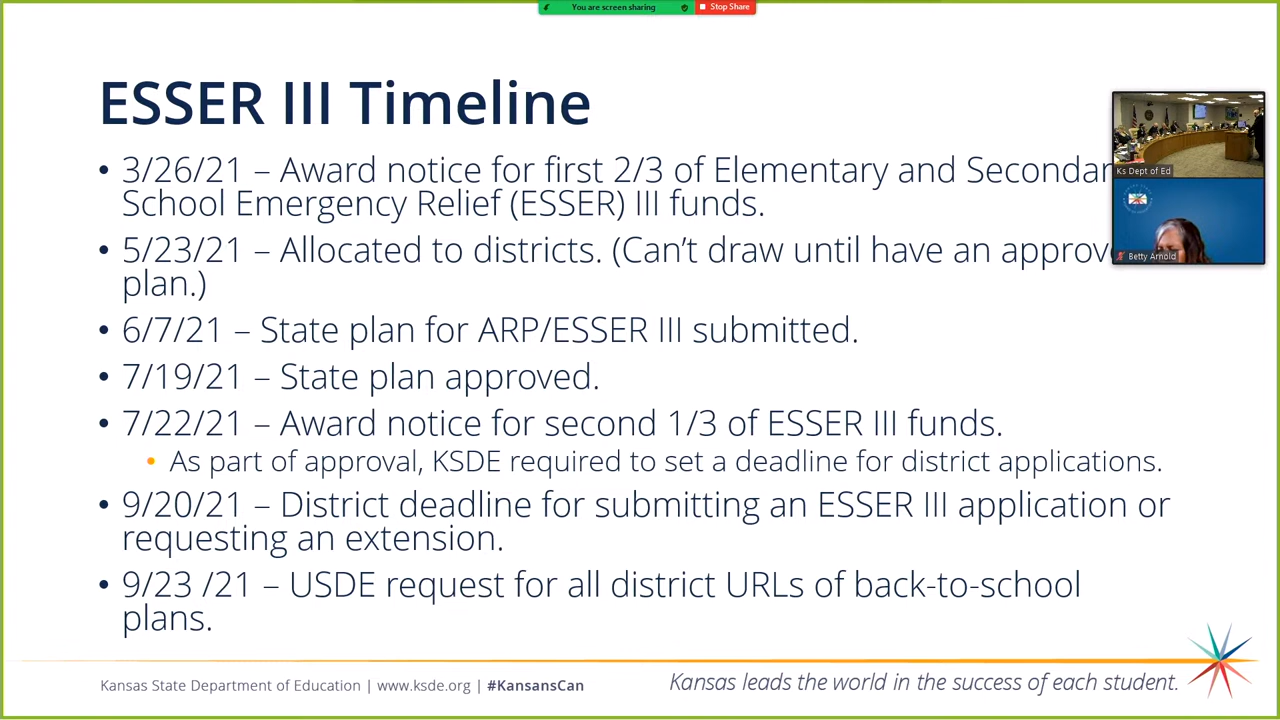 You are screen sharing
Stop Share
ESSER III Timeline
• 3/26/21 – Award notice for first 2/3 of Elementary and
School Emergency Relief (ESSER) III funds.
• 5/23/21 – Allocated to districts. (Can't draw until have an
plan.)
• 6/7/21 – State plan for ARP/ESSER III submitted.
• 7/19/21 – State plan approved.
• 7/22/21 – Award notice for second 1/3 of ESSER III funds.
• As part of approval, KSDE required to set a deadline for district applications.
• 9/20/21 – District deadline for submitting an ESSER III application or
requesting an extension.
• 9/23 /21 – USDE request for all district URLs of back-to-school
plans.
Ks Dept of Ed
Betty Arnold
Kansas State Department of Education | www.ksde.org | #KansansCan
Kansas leads the world in the success of each student.